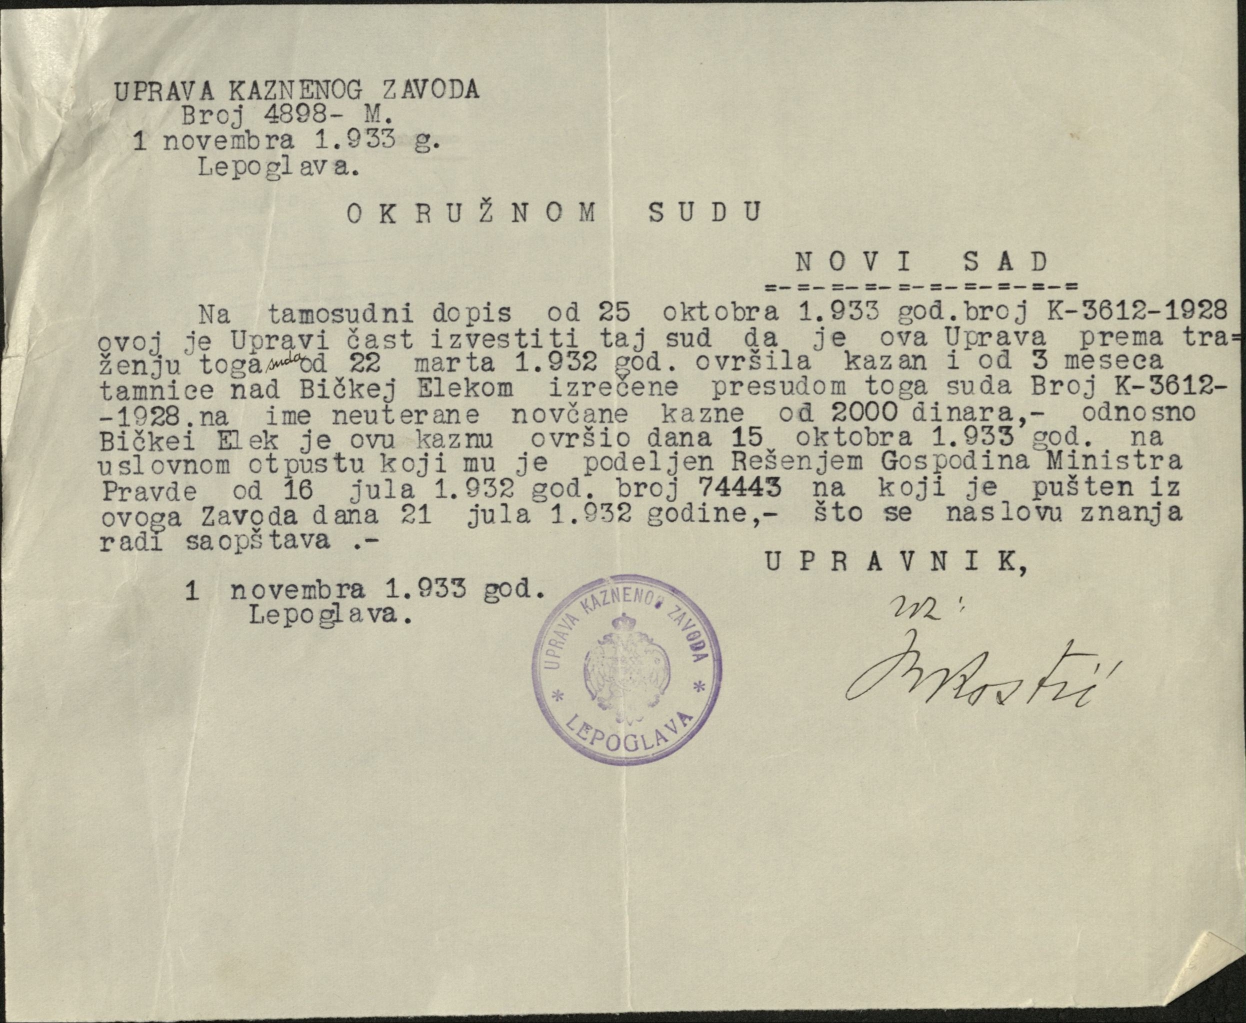 UPRAVA KAZNENOG ZAVODA
Broj 4898- M.
1 novembra 1.933 g.
Lepoglava.
OKRUŽNOM SUDU
NOVI SAD
=-=-=-=-=-=-=-=-=-=-=
Na tamosudni dopis od 25 oktobra 1.933 god.broj K-3612-1928
ovoj je Upravi čast izvestiti taj sud da je ova Uprava prema tra=
ženju toga suda od 22 marta 1.932 god. ovršila kazan i od 3 meseca
tamnice nad Bičkej Elekom izrečene presudom toga suda Broj K-3612-
-1928.na ime neuterane novčane kazne od 2000 dinara,- odnosno
Bičkei Elek je ovu kaznu ovršio dana 15 oktobra 1.933 god. na
uslovnom otpustu koji mu je podeljen Rešenjem Gospodina Ministra
Pravde od 16 jula 1.932 god. broj 74443 na koji je pušten iz
ovoga Zavoda dana 21 jula 1.932 godine,- što se naslovu znanja
radi saopštava .-
UPRAVNIK,
1 novembra 1.933 god.
Lepoglava.
UPRAVA KAZNENOG ZAVODA
* LEPOGLAVA *
Kostić